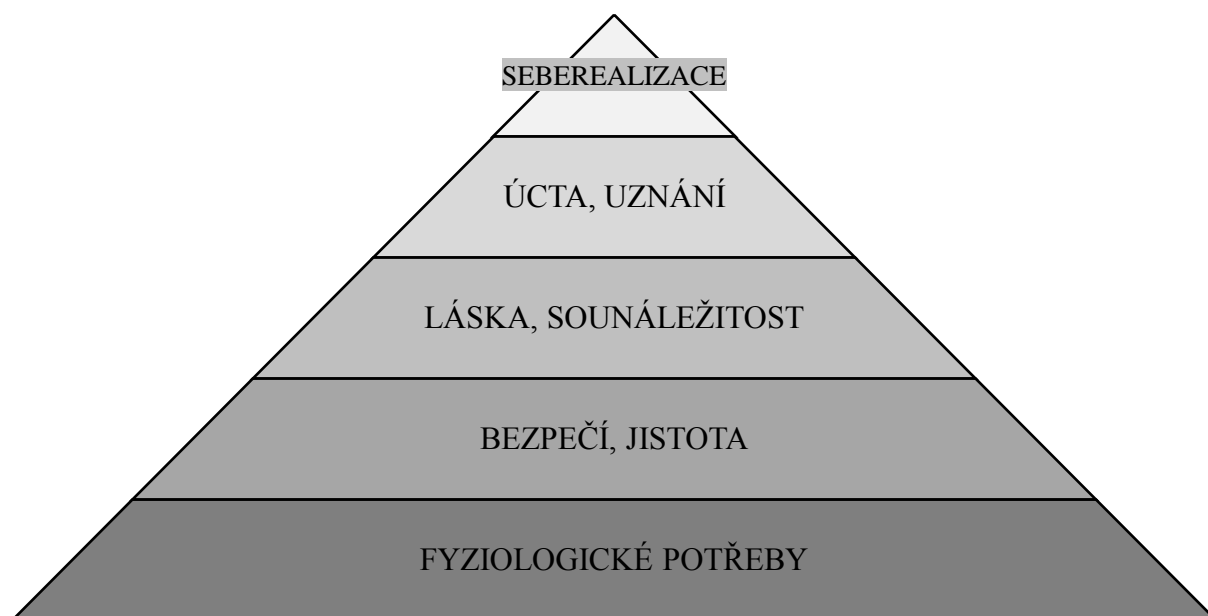 SEBEREALIZACE
ÚCTA, UZNÁNÍ
LÁSKA, SOUNÁLEŽITOST
BEZPEČÍ, JISTOTA
FYZIOLOGICKÉ POTŘEBY